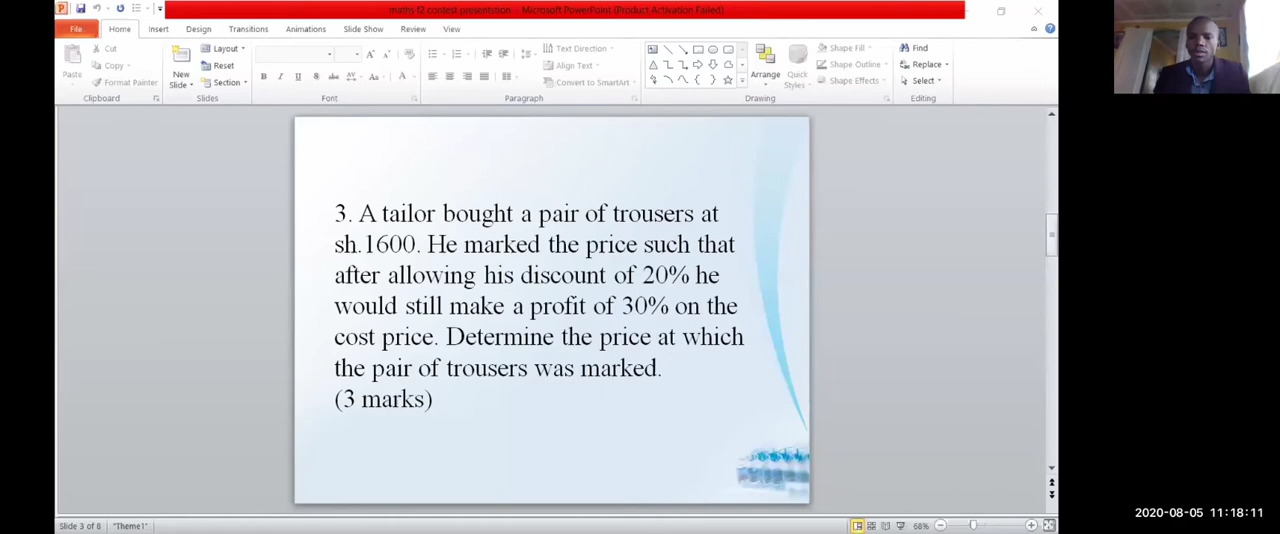 maths f2 contest presentation - Microsoft PowerPoint (Product Activation Failed)
File Home Insert Design Transitions Animations Slide Show Review View
Paste
Cut
Copy
Format Painter
Clipboard
New Slide
Layout
Reset
Section
Slides
Font
Text Direction
Align Text
Convert to SmartArt
Paragraph
Arrange
Quick Styles
Shape Fill
Shape Outline
Shape Effects
Drawing
Find
Replace
Select
Editing
3. A tailor bought a pair of trousers at
sh.1600. He marked the price such that
after allowing his discount of 20% he
would still make a profit of 30% on the
cost price. Determine the price at which
the pair of trousers was marked.
(3 marks)
Slide 3 of 8 "Theme1" 68%
2020-08-05 11:18:11